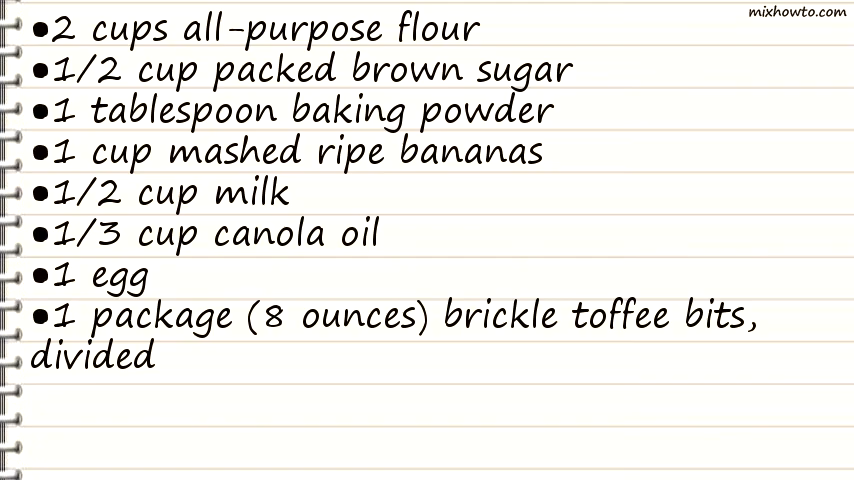 mixhowto.com
•2 cups all-purpose flour
•1/2 cup packed brown sugar
•1 tablespoon baking powder
•1 cup mashed ripe bananas
•1/2 cup milk
•1/3 cup canola oil
•1 egg
•1 package (8 ounces) brickle toffee bits,
divided